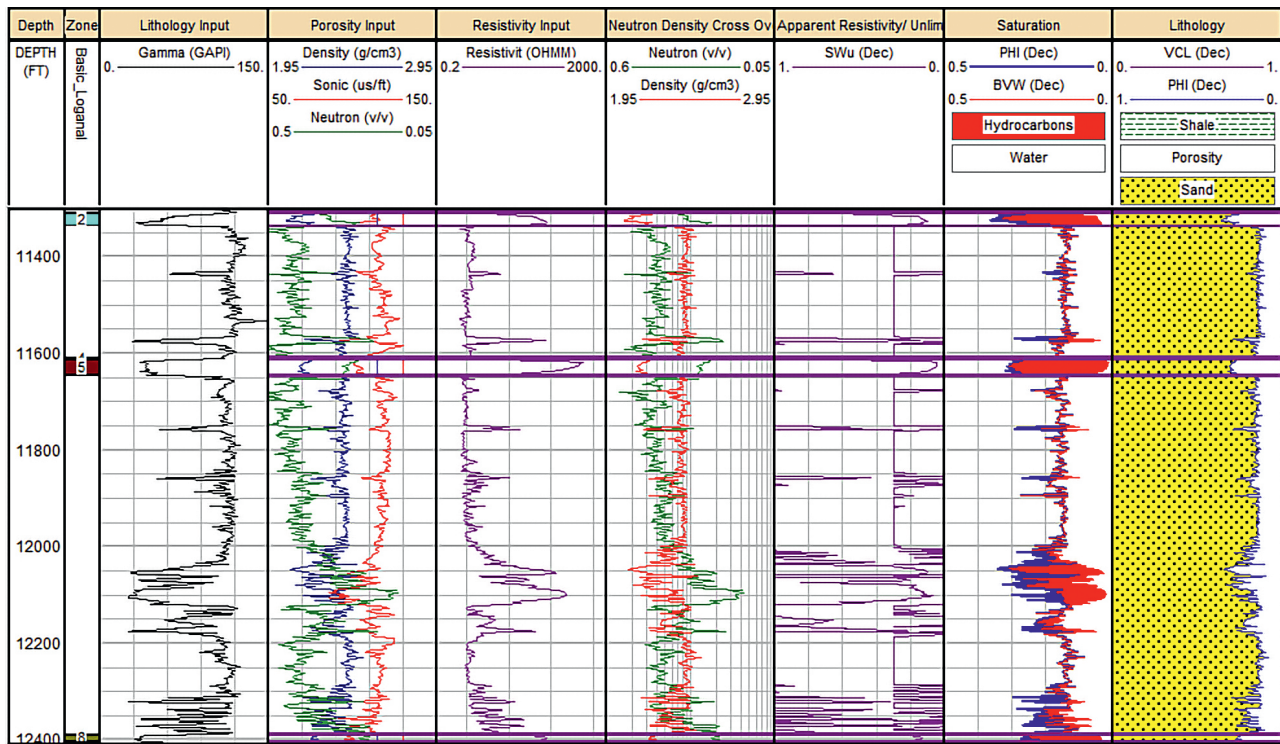 Depth Zone Lithology Input Porosity Input Resistivity Input Neutron Density Cross Ov Apparent Resistivity/ Unlim Saturation Lithology
DEPTH
(FT)
Basic_Loganal
Gamma (GAPI)
0. 150.
Density (g/cm3)
1.95 2.95
Sonic (us/ft)
50. 150.
Neutron (v/v)
0.5 0.05
Resistivit (OHMM)
0.2 2000.
Neutron (v/v)
0.6 0.05
Density (g/cm3)
1.95 2.95
SWu (Dec)
1. 0.
PHI (Dec)
0.5 0.
BVW (Dec)
0.5 0.
Hydrocarbons
Water
VCL (Dec)
0. 1.
PHI (Dec)
1. 0.
Shale
Porosity
Sand
2
11400
11600
5
11800
12000
12200
12400 8